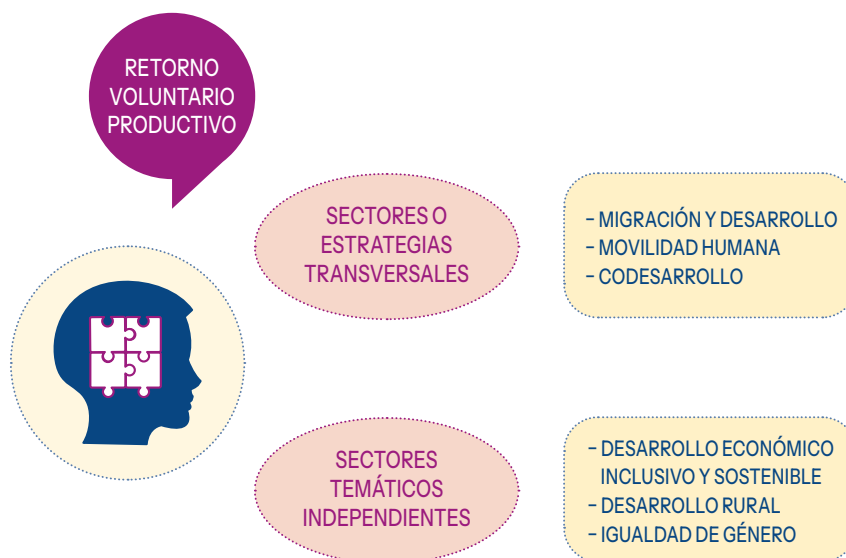 RETORNO
VOLUNTARIO
PRODUCTIVO
SECTORES O
ESTRATEGIAS
TRANSVERSALES
– MIGRACIÓN Y DESARROLLO
– MOVILIDAD HUMANA
– CODESARROLLO
SECTORES
TEMÁTICOS
INDEPENDIENTES
– DESARROLLO ECONÓMICO
INCLUSIVO Y SOSTENIBLE
– DESARROLLO RURAL
– IGUALDAD DE GÉNERO